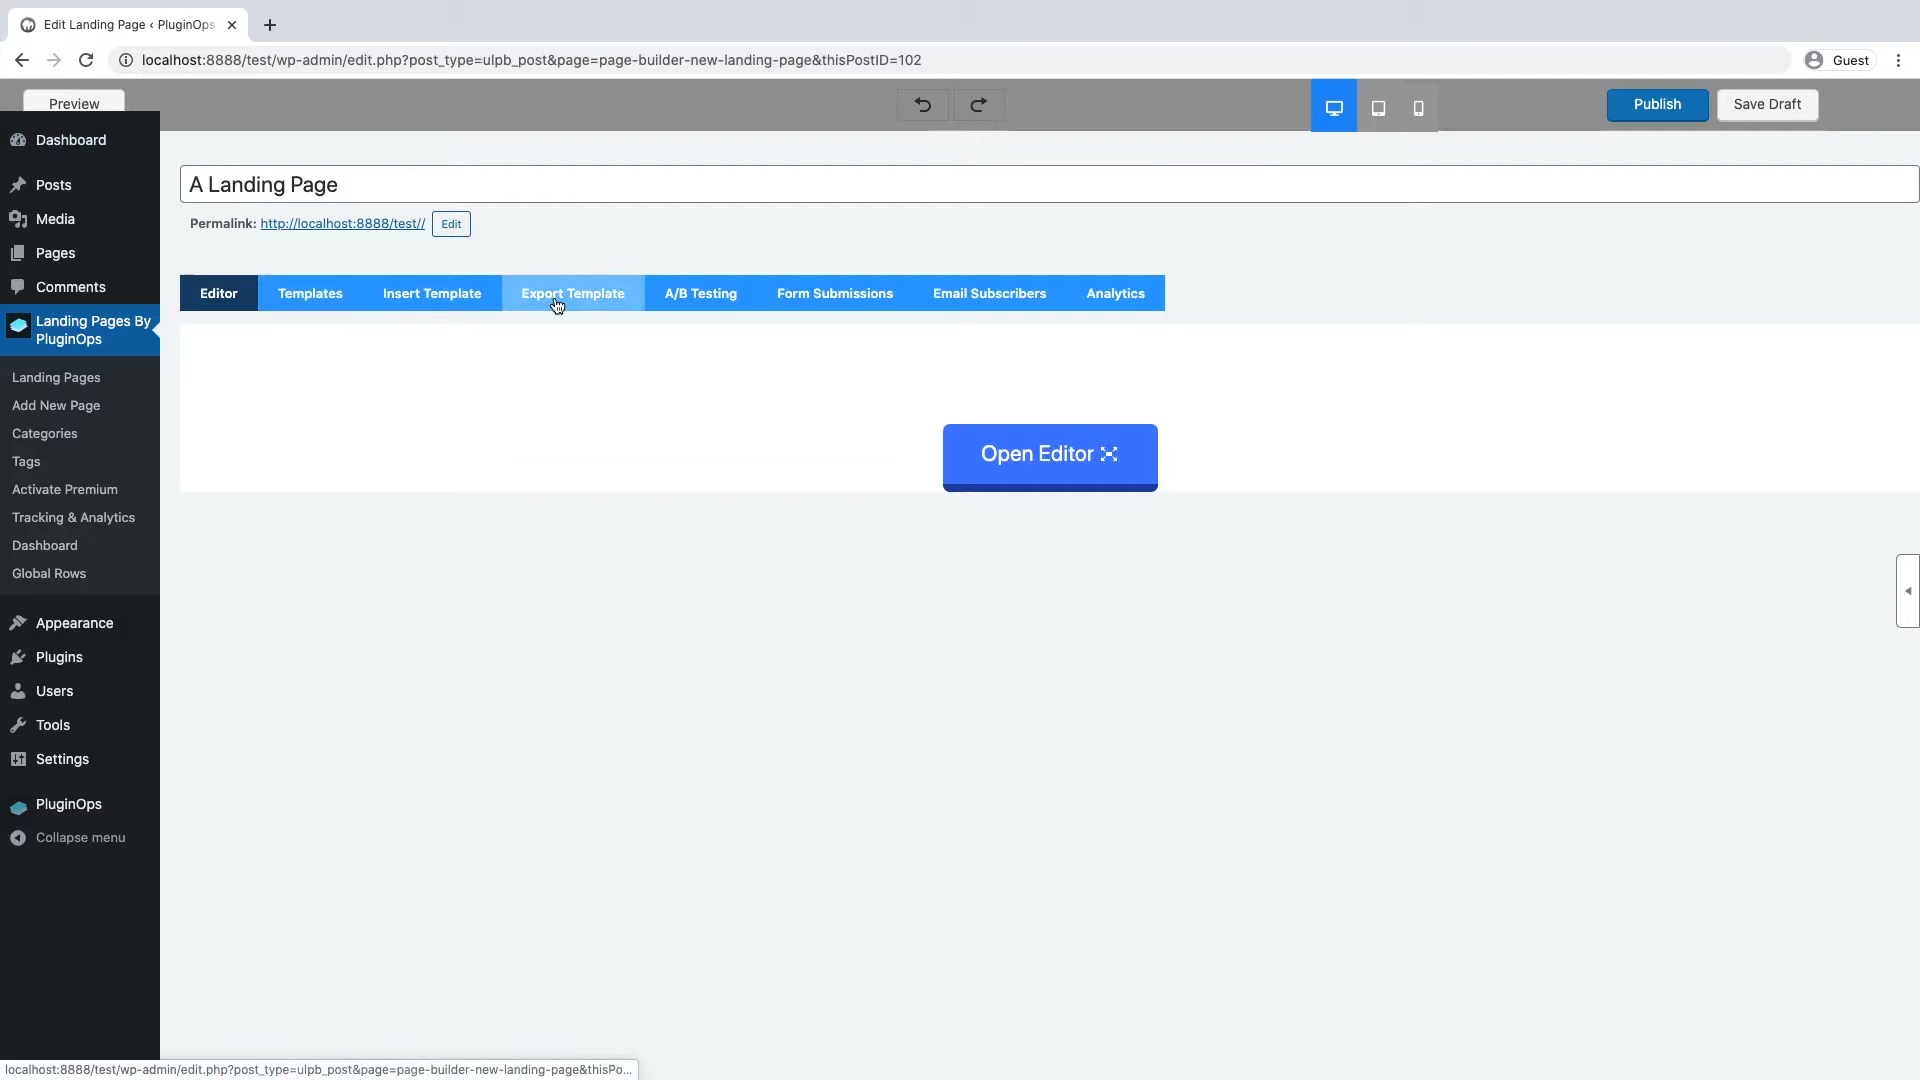 Edit Landing Page ‹ PluginOps
localhost:8888/test/wp-admin/edit.php?post_type=ulpb_post&page=page-builder-new-landing-page&thisPostID=102
Guest
Preview
Publish
Save Draft
Dashboard
Posts
Media
Pages
Comments
Landing Pages By
PluginOps
Landing Pages
Add New Page
Categories
Tags
Activate Premium
Tracking & Analytics
Dashboard
Global Rows
Appearance
Plugins
Users
Tools
Settings
PluginOps
Collapse menu
A Landing Page
Permalink: http://localhost:8888/test// Edit
Editor Templates Insert Template Export Template A/B Testing Form Submissions Email Subscribers Analytics
Open Editor
localhost:8888/test/wp-admin/edit.php?post_type=ulpb_post&page=page-builder-new-landing-page&thisPo...